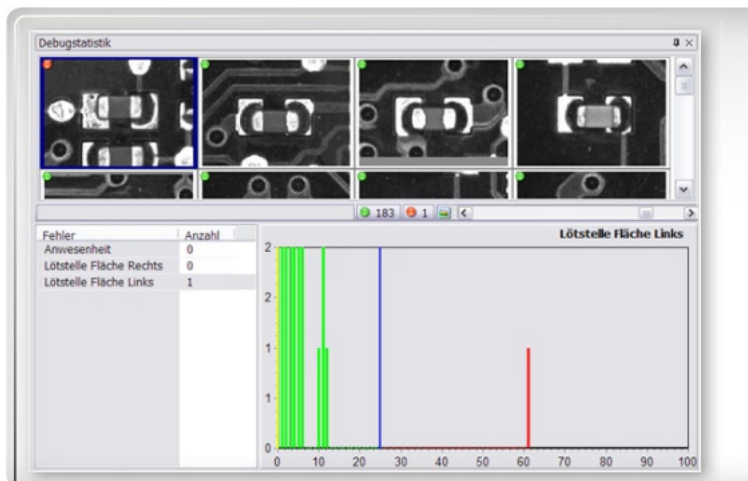 Debugstatistik
183 1
Fehler Anzahl
Anwesenheit 0
Lötstelle Fläche Rechts 0
Lötstelle Fläche Links 1
Lötstelle Fläche Links
2
2
1
1
0
0 10 20 30 40 50 60 70 80 90 100